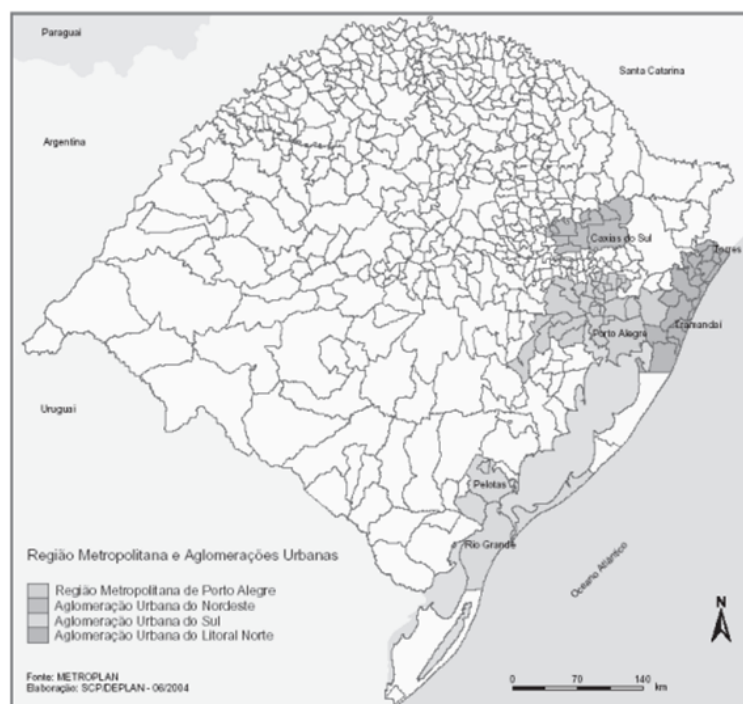 Paraguai
Santa Catarina
Argentina
Caxias do Sul
Torres
Porto Alegre
Tramandaí
Uruguai
Pelotas
Rio Grande
Oceano Atlântico
Região Metropolitana e Aglomerações Urbanas
Região Metropolitana de Porto Alegre
Aglomeração Urbana do Nordeste
Aglomeração Urbana do Sul
Aglomeração Urbana do Litoral Norte
N
Fonte: METROPLAN
Elaboração: SCP/DEPLAN - 06/2004
0 70 140
km